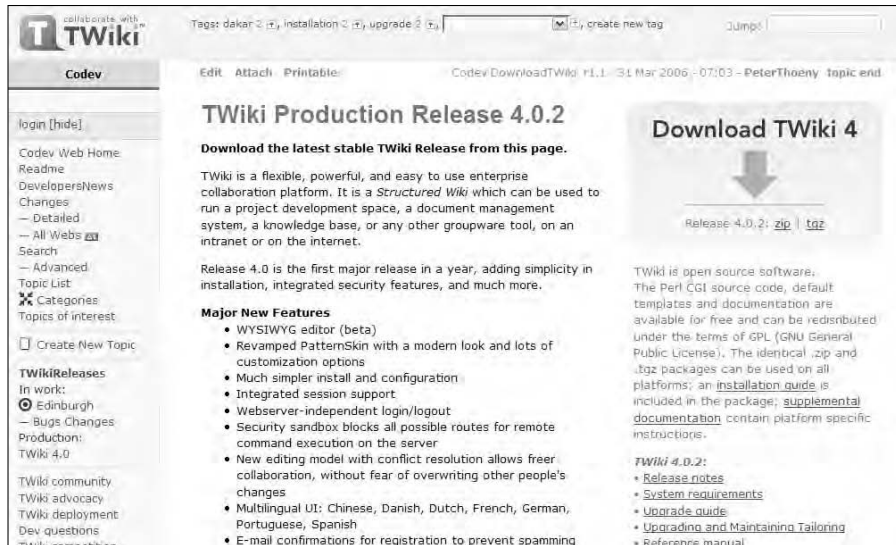 collaborate with
TWiki™
Tags: dakar 2, installation 2, upgrade 2, create new tag
Jump:
Codev
Edit Attach Printable
Codev.DownloadTWiki r1.1 - 31 Mar 2006 - 07:03 - PeterThoeny topic end
login [hide]
Codev Web Home
Readme
DevelopersNews
Changes
— Detailed
— All Webs
Search
— Advanced
Topic List
Categories
Topics of interest
Create New Topic
TWikiReleases
In work:
Edinburgh
— Bugs Changes
Production:
TWiki 4.0
TWiki community
TWiki advocacy
TWiki deployment
Dev questions
TWiki Production Release 4.0.2
Download the latest stable TWiki Release from this page.
TWiki is a flexible, powerful, and easy to use enterprise
collaboration platform. It is a Structured Wiki which can be used to
run a project development space, a document management
system, a knowledge base, or any other groupware tool, on an
intranet or on the internet.
Release 4.0 is the first major release in a year, adding simplicity in
installation, integrated security features, and much more.
Major New Features
• WYSIWYG editor (beta)
• Revamped PatternSkin with a modern look and lots of
customization options
• Much simpler install and configuration
• Integrated session support
• Webserver-independent login/logout
• Security sandbox blocks all possible routes for remote
command execution on the server
• New editing model with conflict resolution allows freer
collaboration, without fear of overwriting other people's
changes
• Multilingual UI: Chinese, Danish, Dutch, French, German,
Portuguese, Spanish
• E-mail confirmations for registration to prevent spamming
Download TWiki 4
Release 4.0.2: zip | tgz
TWiki is open source software.
The Perl CGI source code, default
templates and documentation are
available for free and can be redisributed
under the terms of GPL (GNU General
Public License). The identical .zip and
.tgz packages can be used on all
platforms; an installation guide is
included in the package; supplemental
documentation contain platform specific
instructions.
TWiki 4.0.2:
• Release notes
• System requirements
• Upgrade guide
• Upgrading and Maintaining Tailoring
• Reference manual